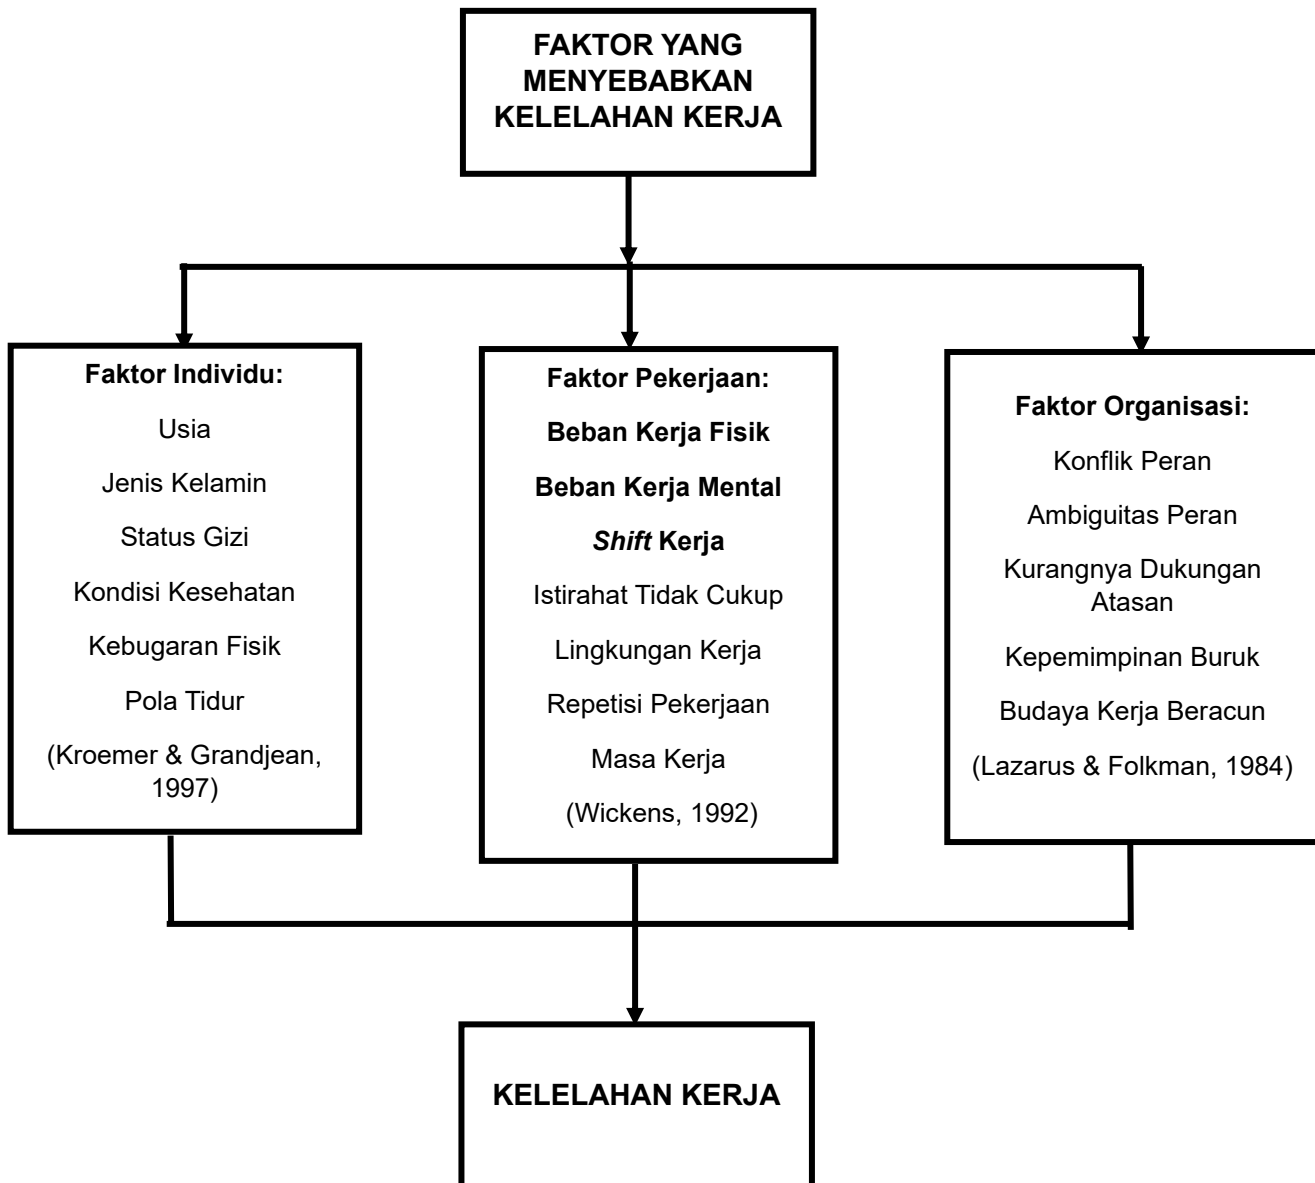 FAKTOR YANG
MENYEBABKAN
KELELAHAN KERJA
Faktor Individu:
Usia
Jenis Kelamin
Status Gizi
Kondisi Kesehatan
Kebugaran Fisik
Pola Tidur
(Kroemer & Grandjean,
1997)
Faktor Pekerjaan:
Beban Kerja Fisik
Beban Kerja Mental
Shift Kerja
Istirahat Tidak Cukup
Lingkungan Kerja
Repetisi Pekerjaan
Masa Kerja
(Wickens, 1992)
Faktor Organisasi:
Konflik Peran
Ambiguitas Peran
Kurangnya Dukungan
Atasan
Kepemimpinan Buruk
Budaya Kerja Beracun
(Lazarus & Folkman, 1984)
KELELAHAN KERJA